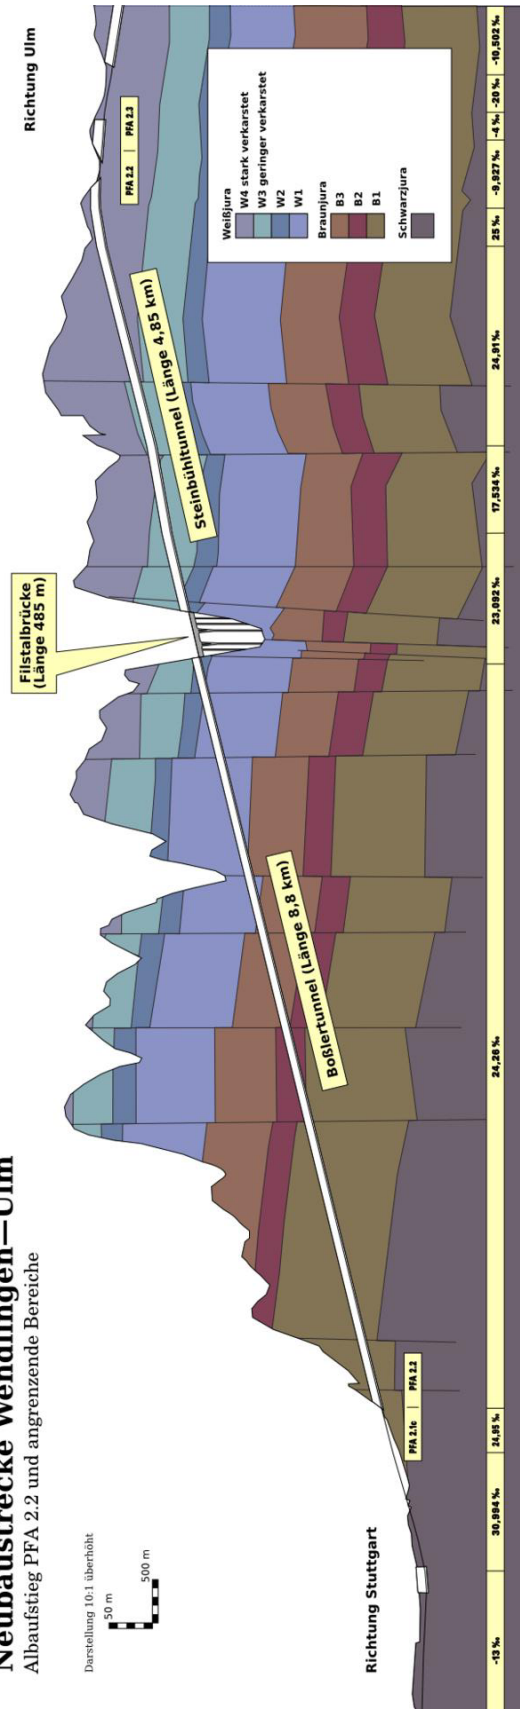 Neubaustrecke Wendlingen—Ulm
Albaufstieg PFA 2.2 und angrenzende Bereiche
Darstellung 10:1 überhöht
50 m
500 m
Richtung Stuttgart
Richtung Ulm
Filstalbrücke
(Länge 485 m)
Boßlertunnel (Länge 8,8 km)
Steinbühltunnel (Länge 4,85 km)
PFA 2.1c | PFA 2.2
PFA 2.2 | PFA 2.3
Weißjura
W4 stark verkarstet
W3 geringer verkarstet
W2
W1
Braunjura
B3
B2
B1
Schwarzjura
-13 ‰
30,994 ‰
24,95 ‰
24,26 ‰
23,092 ‰
17,534 ‰
24,91‰
25 ‰
-9,927 ‰
-4 ‰
-20 ‰
-10,502 ‰